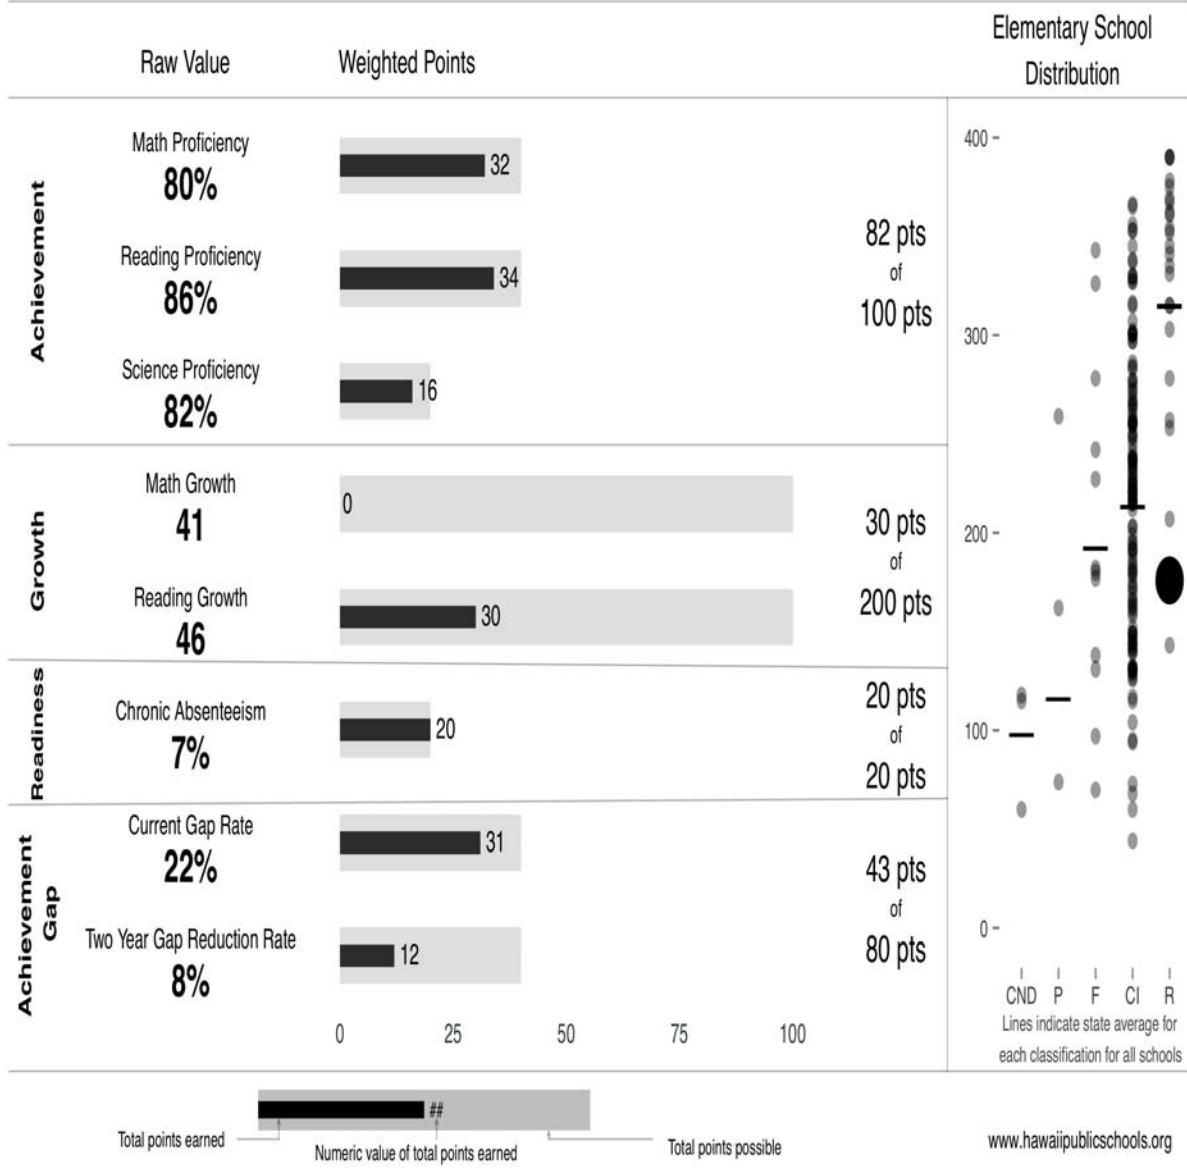 Raw Value
Weighted Points
Elementary School
Distribution
Achievement
Math Proficiency
80%
32
Reading Proficiency
86%
34
Science Proficiency
82%
16
82 pts
of
100 pts
Growth
Math Growth
41
0
Reading Growth
46
30
30 pts
of
200 pts
Readiness
Chronic Absenteeism
7%
20
20 pts
of
20 pts
Achievement
Gap
Current Gap Rate
22%
31
Two Year Gap Reduction Rate
8%
12
43 pts
of
80 pts
0 25 50 75 100
400
300
200
100
0
CND P F CI R
Lines indicate state average for
each classification for all schools
##
Total points earned
Numeric value of total points earned
Total points possible
www.hawaiipublicschools.org